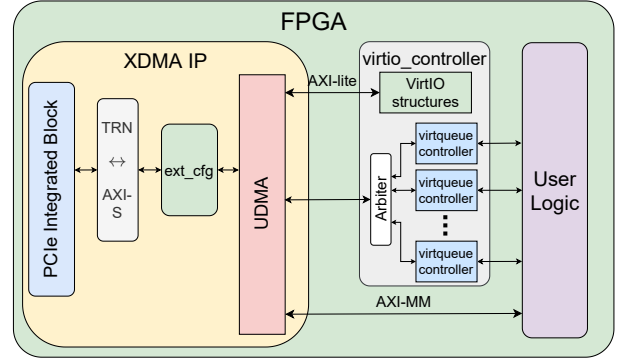 FPGA
XDMA IP
PCIe Integrated Block
TRN
↔
AXI-
S
ext_cfg
UDMA
AXI-lite
virtio_controller
VirtIO
structures
Arbiter
virtqueue
controller
virtqueue
controller
virtqueue
controller
User
Logic
AXI-MM